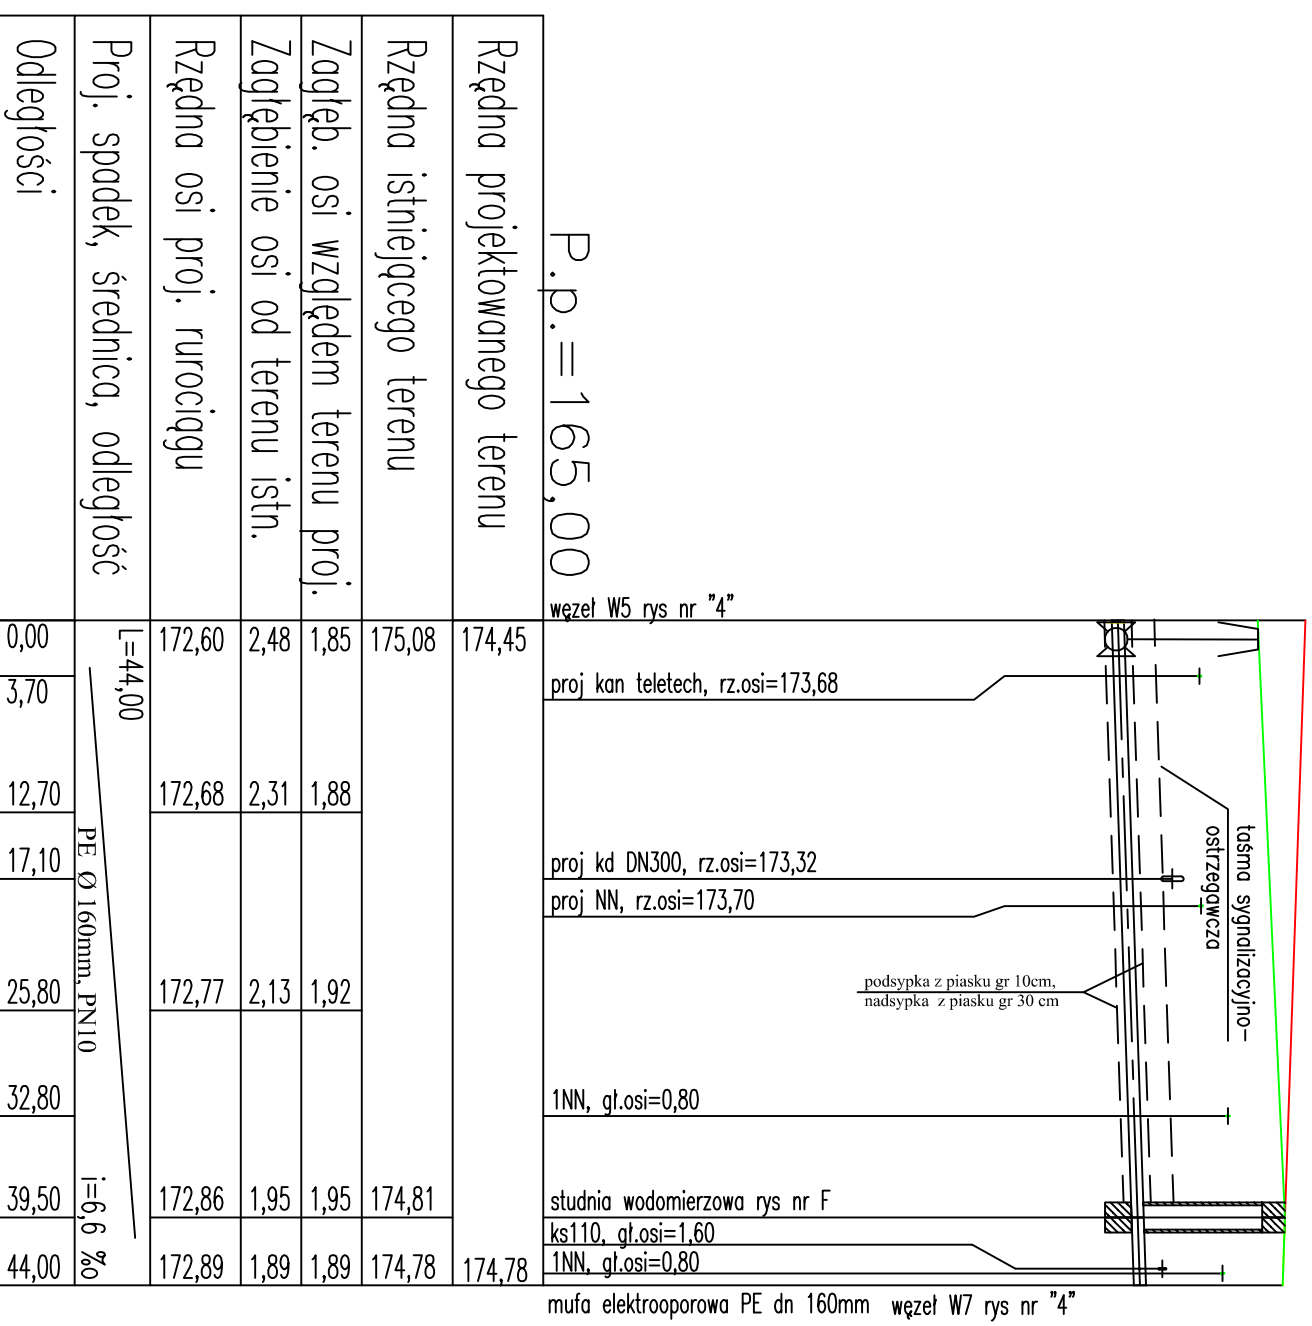 P.p.=165,00
Rzędna projektowanego terenu
174,45
174,78
Rzędna istniejącego terenu
175,08
174,81
174,78
Zagłęb. osi względem terenu proj.
1,85
1,88
1,92
1,95
1,89
Zagłębienie osi od terenu istn.
2,48
2,31
2,13
1,95
1,89
Rzędna osi proj. rurociągu
172,60
172,68
172,77
172,86
172,89
Proj. spadek, średnica, odległość
L=44,00
PE Ø 160mm, PN10
i=6,6 ‰
Odległości
0,00
3,70
12,70
17,10
25,80
32,80
39,50
44,00
węzeł W5 rys nr "4"
proj kan teletech, rz.osi=173,68
proj kd DN300, rz.osi=173,32
proj NN, rz.osi=173,70
taśma sygnalizacyjno-
ostrzegawcza
podsypka z piasku gr 10cm,
nadsypka z piasku gr 30 cm
1NN, gł.osi=0,80
studnia wodomierzowa rys nr F
ks110, gł.osi=1,60
1NN, gł.osi=0,80
mufa elektrooporowa PE dn 160mm węzeł W7 rys nr "4"